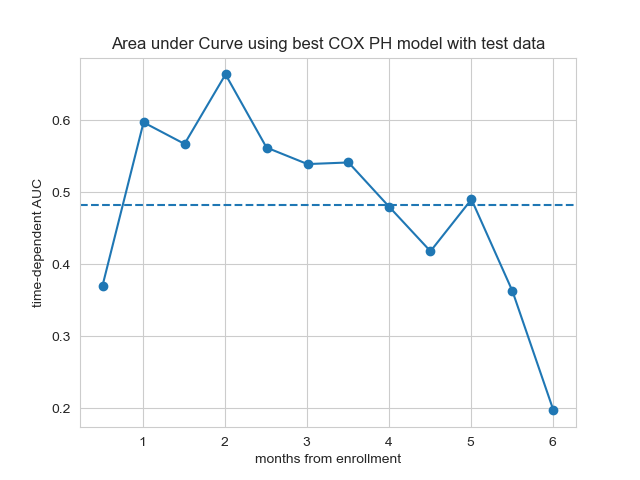 Area under Curve using best COX PH model with test data
time-dependent AUC
0.6
0.5
0.4
0.3
0.2
1 2 3 4 5 6
months from enrollment